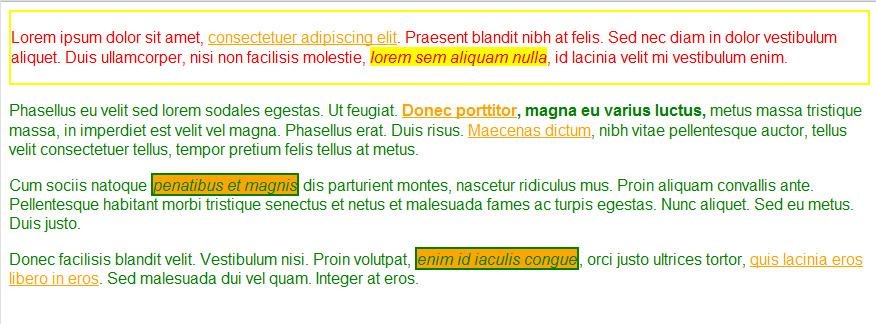 Lorem ipsum dolor sit amet, consectetuer adipiscing elit. Praesent blandit nibh at felis. Sed nec diam in dolor vestibulum
aliquet. Duis ullamcorper, nisi non facilisis molestie, lorem sem aliquam nulla, id lacinia velit mi vestibulum enim.
Phasellus eu velit sed lorem sodales egestas. Ut feugiat. Donec porttitor, magna eu varius luctus, metus massa tristique
massa, in imperdiet est velit vel magna. Phasellus erat. Duis risus. Maecenas dictum, nibh vitae pellentesque auctor, tellus
velit consectetuer tellus, tempor pretium felis tellus at metus.
Cum sociis natoque penatibus et magnis dis parturient montes, nascetur ridiculus mus. Proin aliquam convallis ante.
Pellentesque habitant morbi tristique senectus et netus et malesuada fames ac turpis egestas. Nunc aliquet. Sed eu metus.
Duis justo.
Donec facilisis blandit velit. Vestibulum nisi. Proin volutpat, enim id iaculis congue, orci justo ultrices tortor, quis lacinia eros
libero in eros. Sed malesuada dui vel quam. Integer at eros.